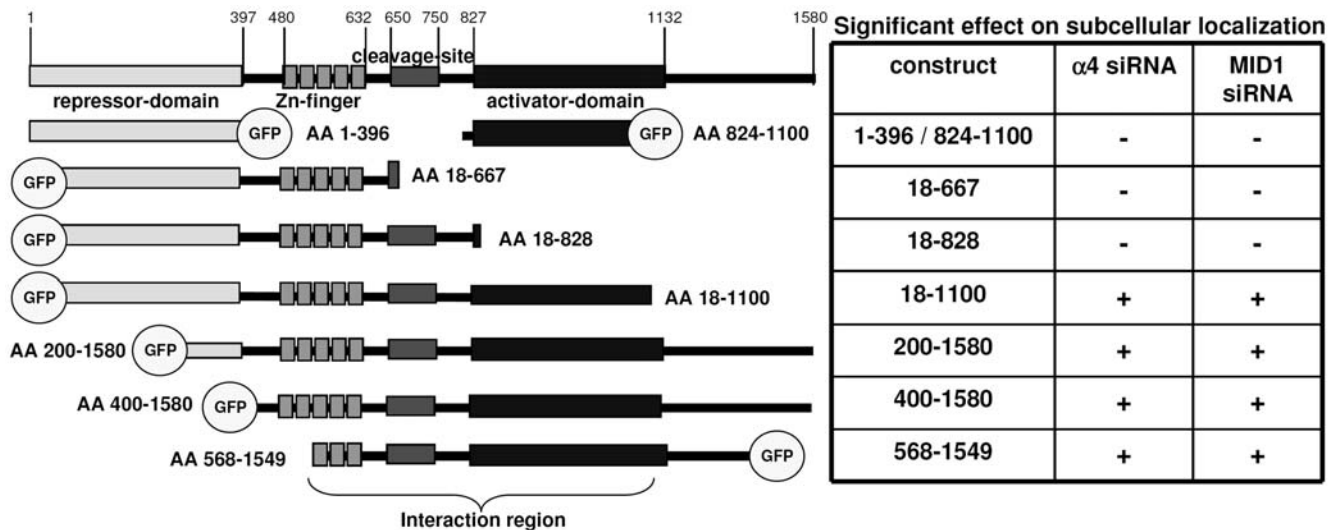 1 397 480 632 650 750 827 1132 1580
cleavage-site
repressor-domain Zn-finger activator-domain
GFP AA 1-396 GFP AA 824-1100
GFP AA 18-667
GFP AA 18-828
GFP AA 18-1100
AA 200-1580 GFP
AA 400-1580 GFP
AA 568-1549 GFP
Interaction region
Significant effect on subcellular localization
construct α4 siRNA MID1 siRNA
1-396 / 824-1100 - -
18-667 - -
18-828 - -
18-1100 + +
200-1580 + +
400-1580 + +
568-1549 + +